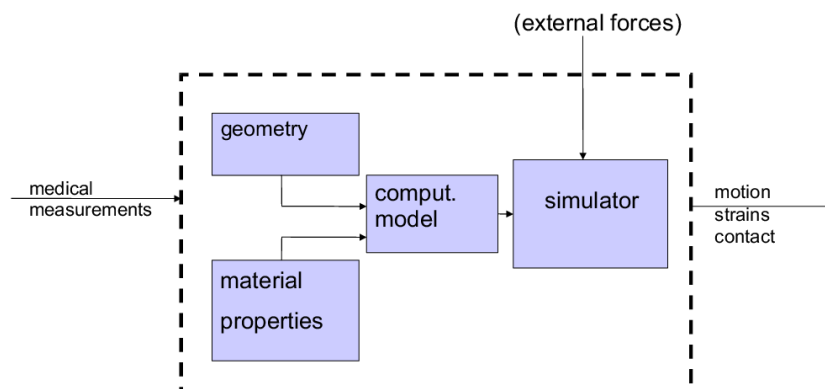 (external forces)
geometry
medical
measurements
comput.
model
simulator
motion
strains
contact
material
properties